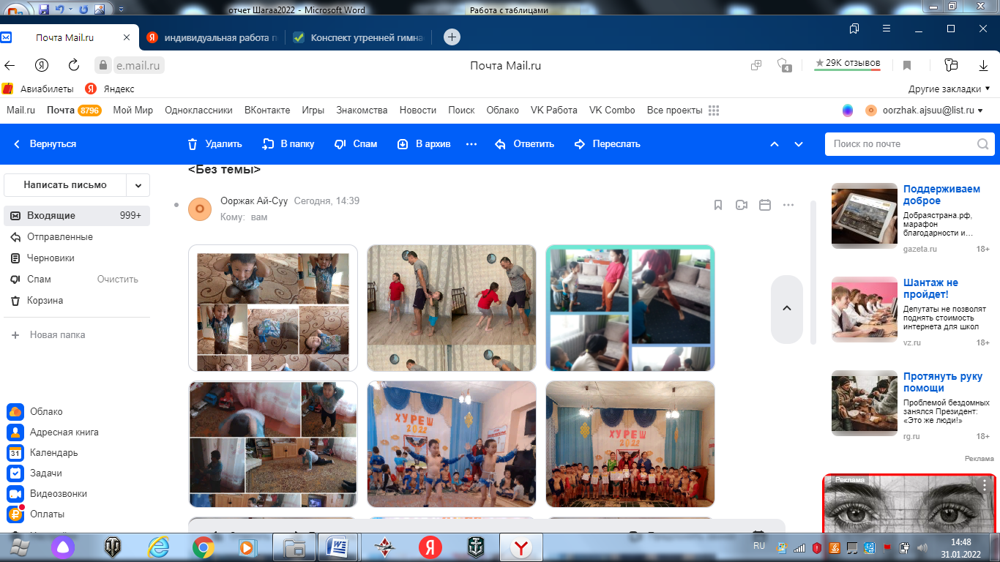 отчет Шагаа2022 - Microsoft Word
Работа с таблицами
Почта Mail.ru
индивидуальная работа п
Конспект утренней гимна
e.mail.ru
Почта Mail.ru
4
29K отзывов
Авиабилеты
Яндекс
Другие закладки
Mail.ru Почта 8796 Мой Мир Одноклассники ВКонтакте Игры Знакомства Новости Поиск Облако VK Работа VK Combo Все проекты
oorzhak.ajsuu@list.ru
Вернуться
Удалить
В папку
Спам
В архив
Ответить
Переслать
Поиск по почте
<Без темы>
Написать письмо
Входящие 999+
Отправленные
Черновики
Спам Очистить
Корзина
Новая папка
Облако
Адресная книга
31 Календарь
Задачи
Видеозвонки
Оплаты
Ооржак Ай-Суу Сегодня, 14:39
Кому: вам
ХУРЕШ
2022
ХУРЕШ
2022
Поддерживаем
доброе
Добраястрана.рф,
марафон
благодарности и…
gazeta.ru 18+
Шантаж не
пройдет!
Депутаты не позволят
поднять стоимость
интернета для школ
vz.ru 18+
Протянуть руку
помощи
Проблемой бездомных
занялся Президент:
«Это же люди!»
rg.ru 18+
Реклама
Реклама
RU
14:48
31.01.2022